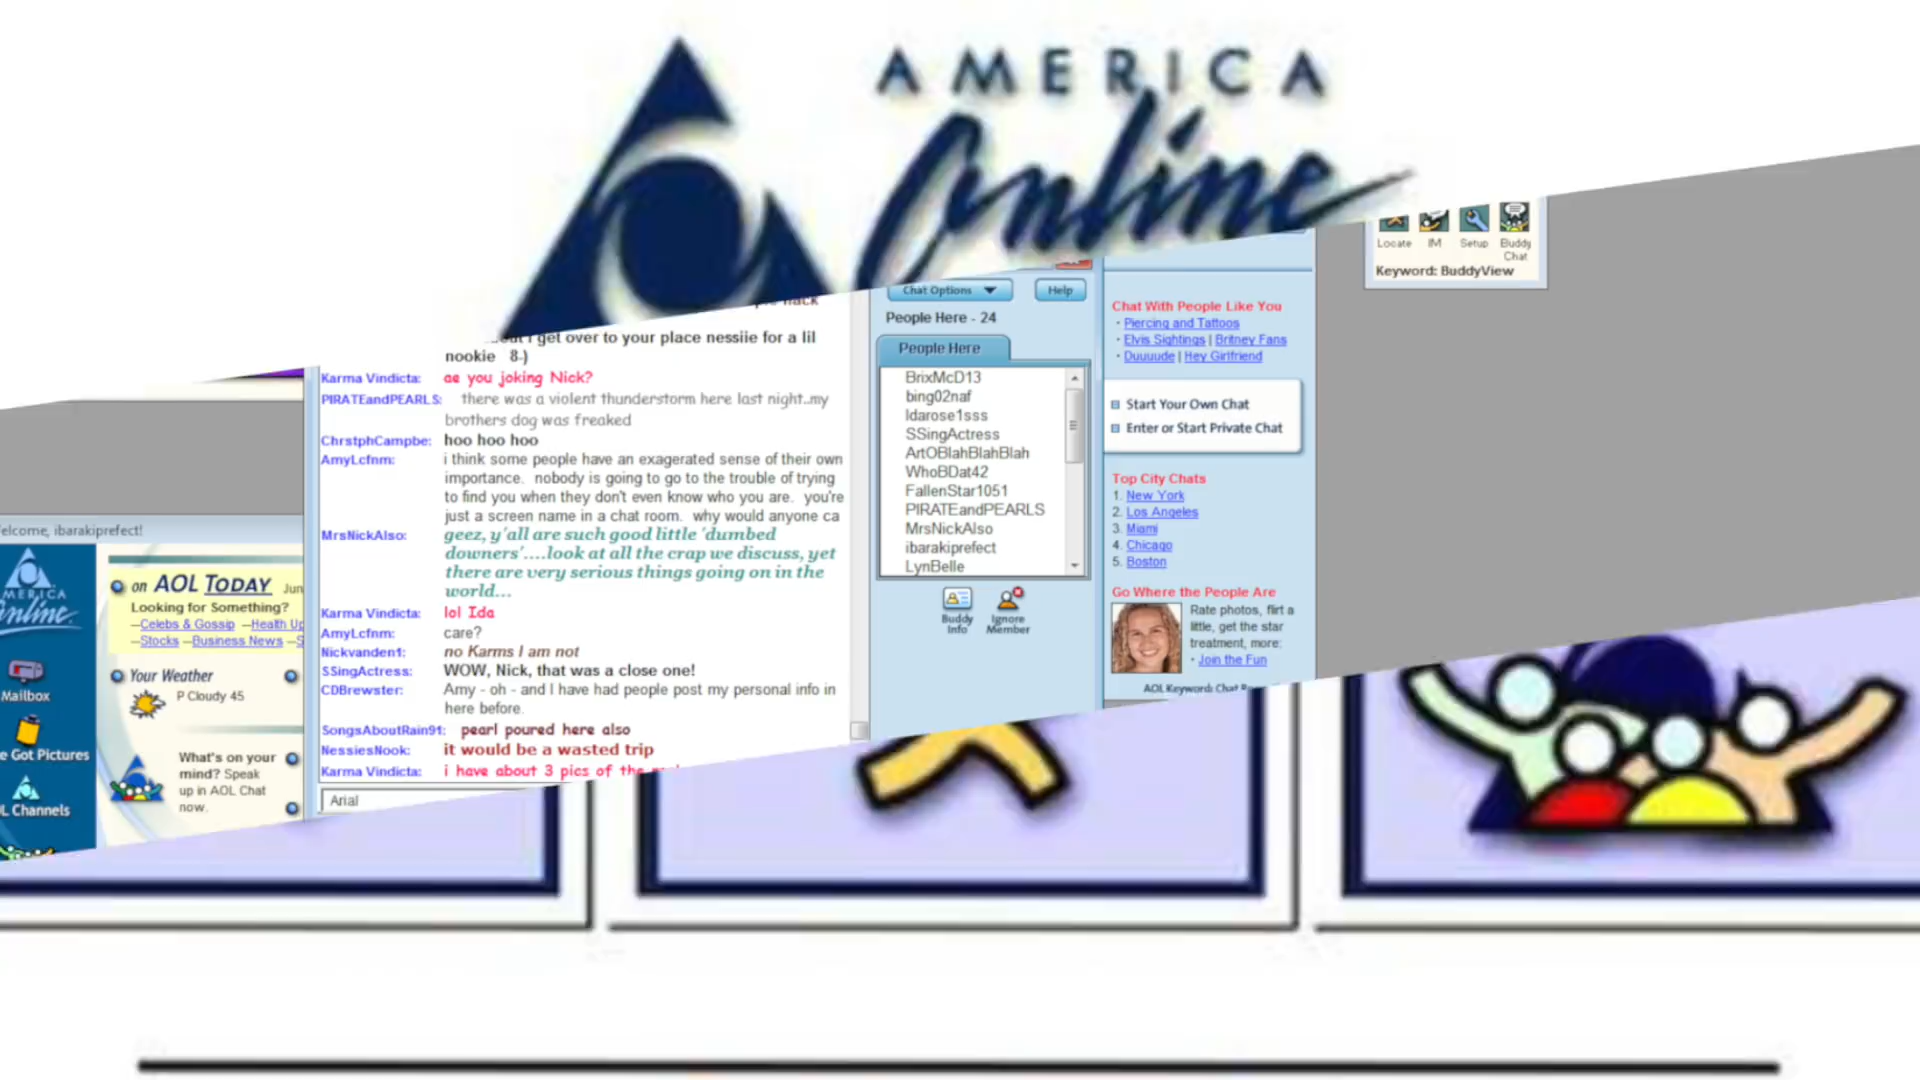 AMERICA
Online
Locate IM Setup Buddy Chat
Keyword: BuddyView
Chat Options Help
People Here - 24
People Here
BrixMcD13
bing02naf
Idarose1sss
SSingActress
ArtOBlahBlahBlah
WhoBDat42
FallenStar1051
PIRATEandPEARLS
MrsNickAlso
ibarakiprefect
LynBelle
Buddy Info
Ignore Member
I get over to your place nessiie for a lil
nookie 8-)
Karma Vindicta: ae you joking Nick?
PIRATEandPEARLS: there was a violent thunderstorm here last night..my
brothers dog was freaked
ChrstphCampbe: hoo hoo hoo
AmyLcfnm: i think some people have an exagerated sense of their own
importance. nobody is going to go to the trouble of trying
to find you when they don't even know who you are. you're
just a screen name in a chat room. why would anyone ca
MrsNickAlso: geez, y'all are such good little 'dumbed
downers'....look at all the crap we discuss, yet
there are very serious things going on in the
world...
Karma Vindicta: lol Ida
AmyLcfnm: care?
Nickvanden1: no Karms I am not
SSingActress: WOW, Nick, that was a close one!
CDBrewster: Amy - oh - and I have had people post my personal info in
here before.
SongsAboutRain91: pearl poured here also
NessiesNook: it would be a wasted trip
Karma Vindicta: i have about 3 pics of the
Arial
Chat With People Like You
· Piercing and Tattoos
· Elvis Sightings | Britney Fans
· Duuuude | Hey Girlfriend
Start Your Own Chat
Enter or Start Private Chat
Top City Chats
1. New York
2. Los Angeles
3. Miami
4. Chicago
5. Boston
Go Where the People Are
Rate photos, flirt a
little, get the star
treatment, more:
· Join the Fun
AOL Keyword: Chat
elcome, ibarakiprefect!
AMERICA
Online
Mailbox
e Got Pictures
L Channels
on AOL TODAY Jun
Looking for Something?
—Celebs & Gossip —Health Up
—Stocks —Business News —S
Your Weather
P Cloudy 45
What's on your
mind? Speak
up in AOL Chat
now.